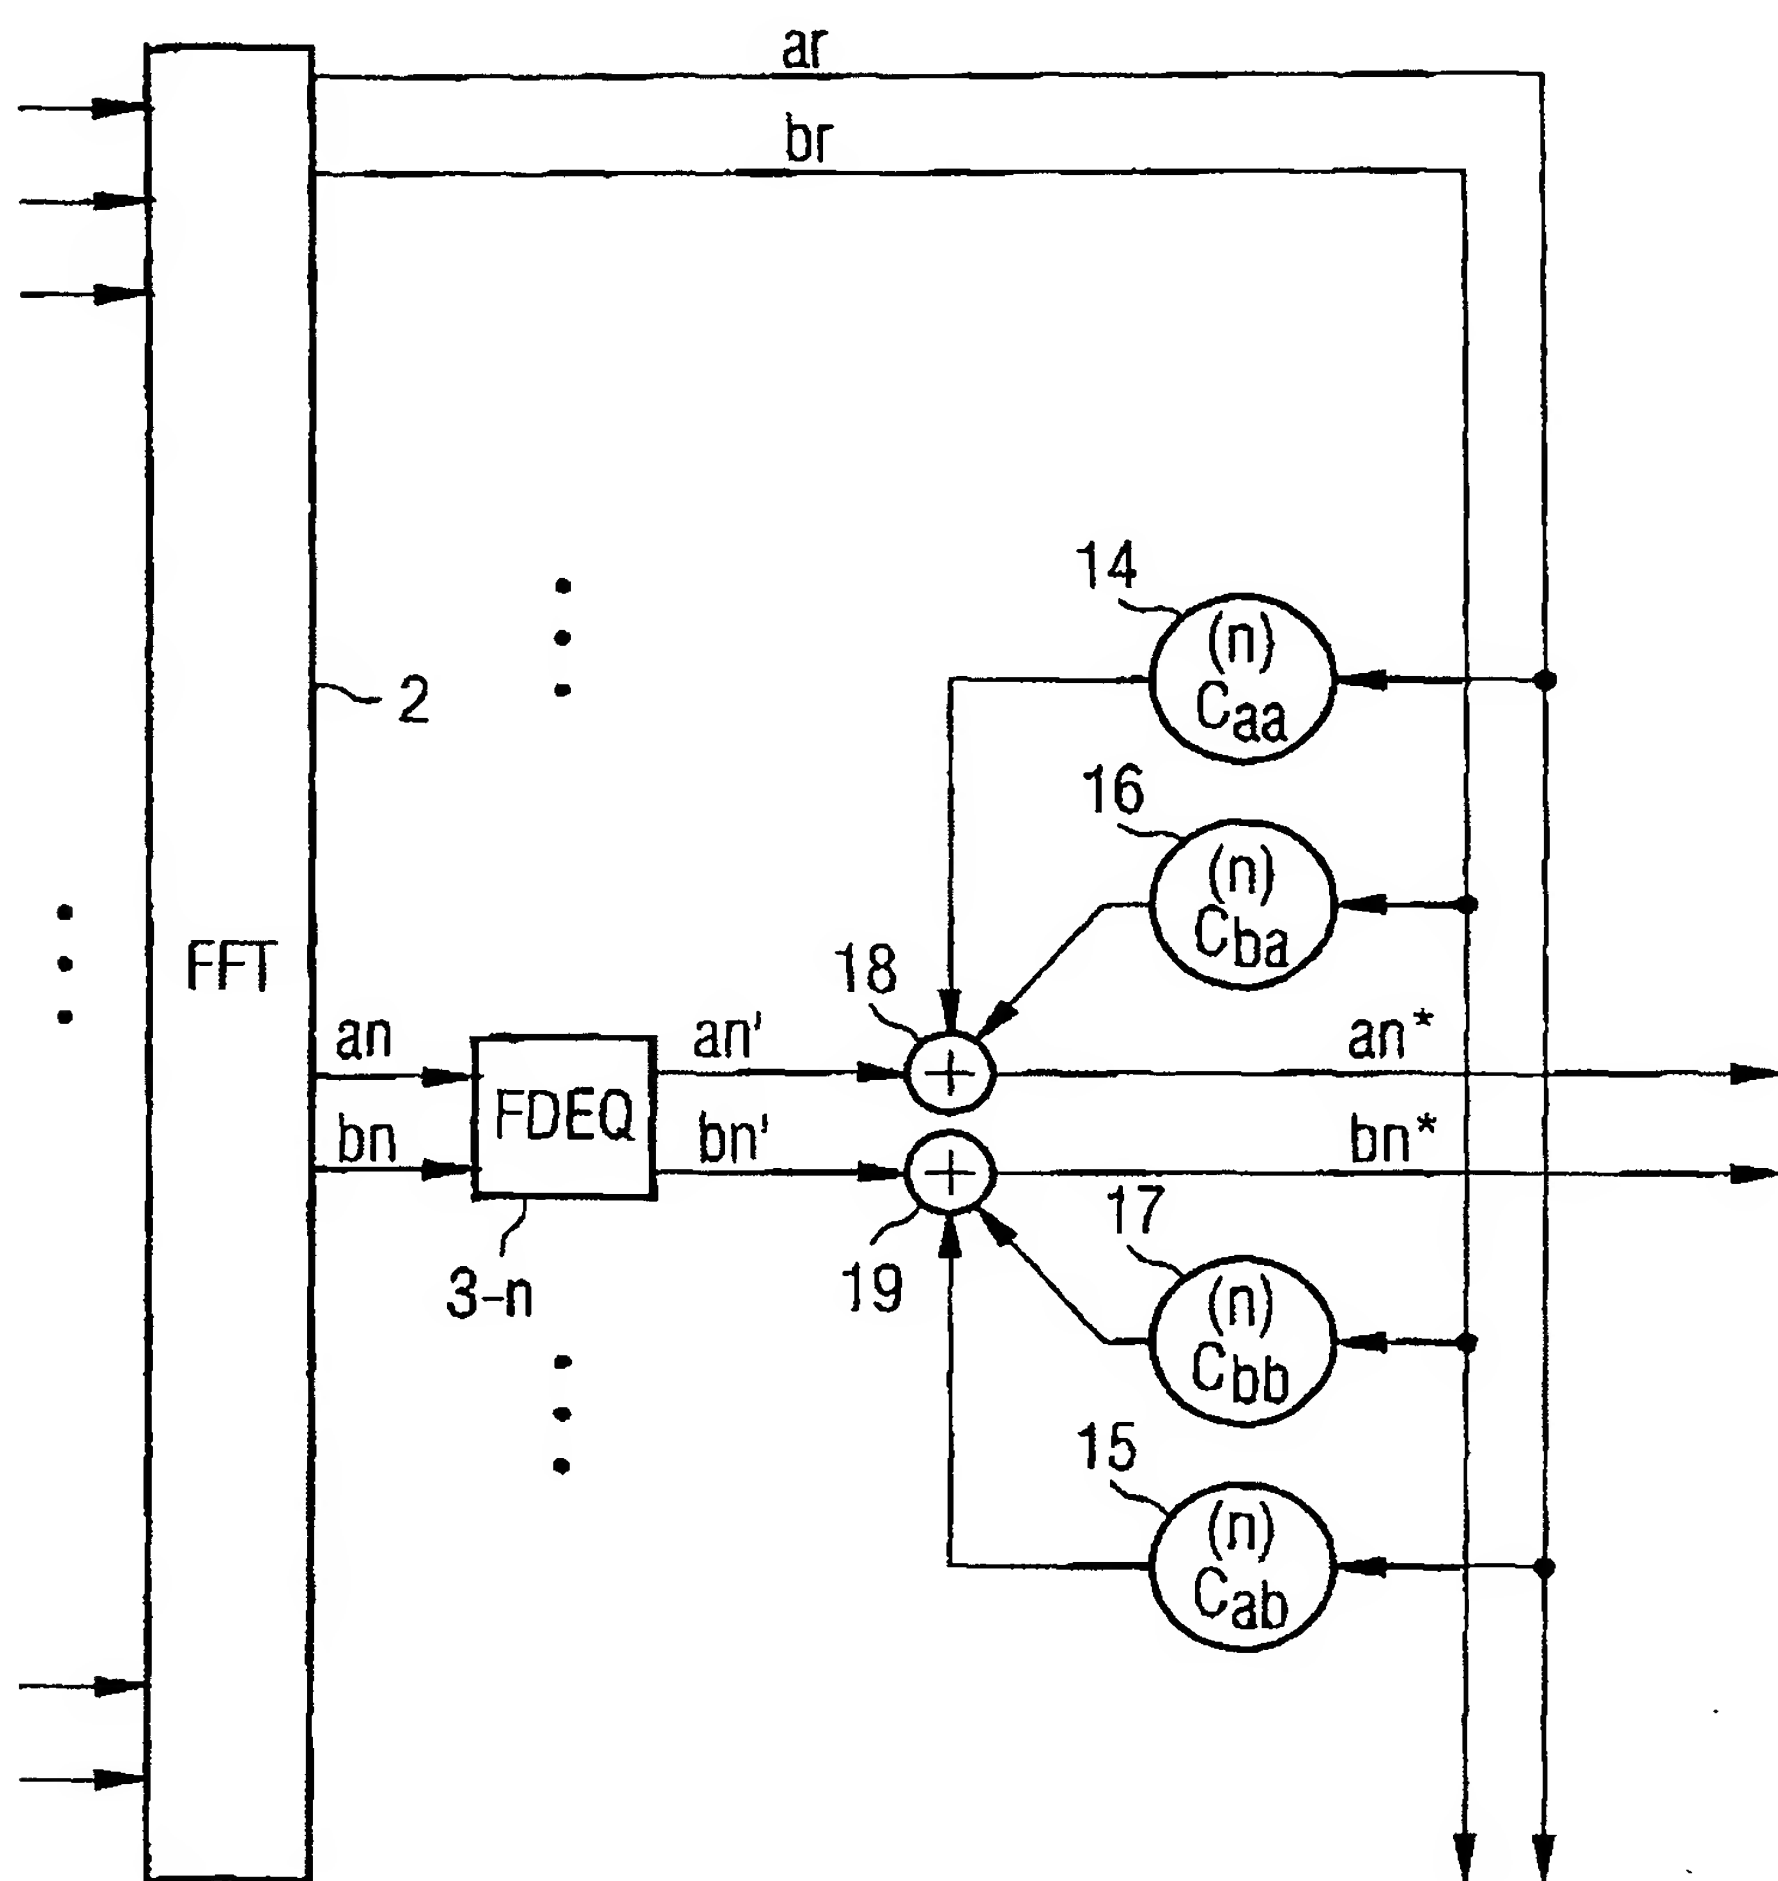 ar
br
14
(n)
Caa
2
16
(n)
Cba
18
FFT
an
an'
an*
FDEQ
bn
bn'
bn*
17
3-n
19
(n)
Cbb
15
(n)
Cab